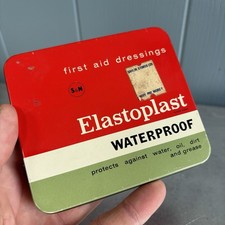 first aid dressings
S&N
Elastoplast
WATERPROOF
protects against water, oil, dirt
and grease